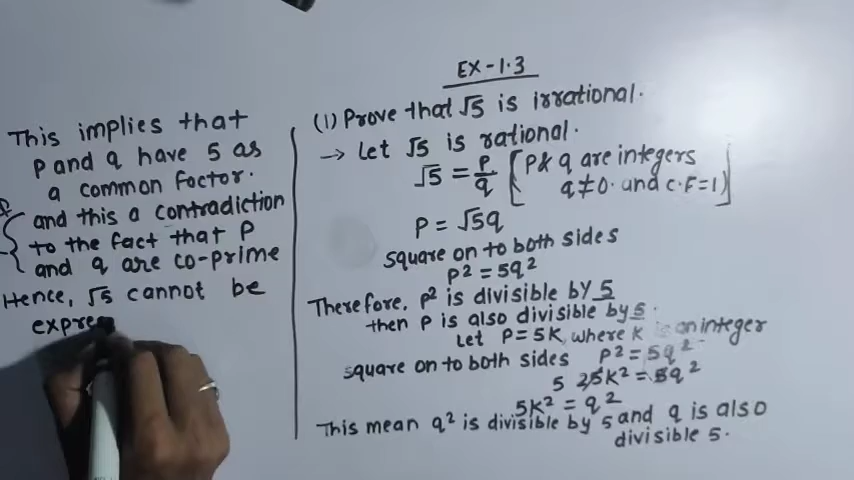 EX-1.3
(1) Prove that √5 is irrational.
→ Let √5 is rational.
√5 = P/q [P & q are integers
q≠0. and C.F=1)]
P = √5q
square on to both sides
P² = 5q²
Therefore, P² is divisible by 5
then P is also divisible by 5.
Let P=5K, where K is an integer
square on to both sides P² = 5q²
5 25K² = 5q²
5K² = q²
This mean q² is divisible by 5 and q is also
divisible 5.
This implies that
P and q have 5 as
a common factor.
and this a contradiction
to the fact that P
and q are co-prime
Hence, √5 cannot be
expre